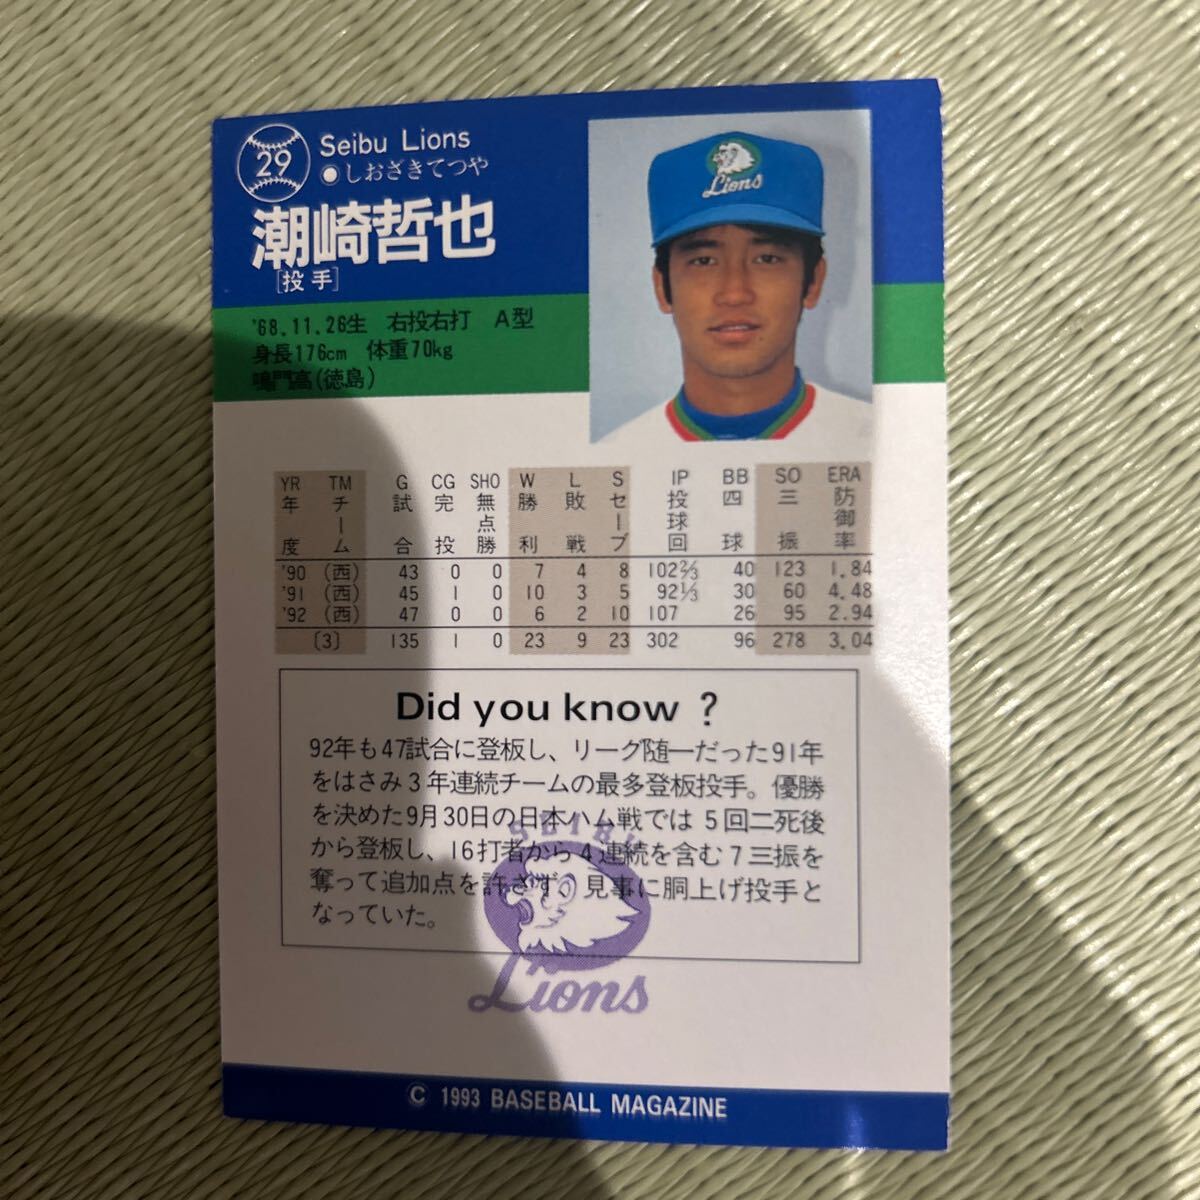 29
Seibu Lions
●しおざきてつや
潮崎哲也
[投手]
Lions
'68.11.26生 右投右打 A型
身長176cm 体重70kg
鳴門高(徳島)
YR TM G CG SHO W L S IP BB SO ERA
年度 チーム 試合 完投 無点勝 勝利 敗戦 セーブ 投球回 四球 三振 防御率
'90 (西) 43 0 0 7 4 8 102⅔ 40 123 1.84
'91 (西) 45 1 0 10 3 5 92⅓ 30 60 4.48
'92 (西) 47 0 0 6 2 10 107 26 95 2.94
〔3〕 135 1 0 23 9 23 302 96 278 3.04
Did you know ?
92年も47試合に登板し、リーグ随一だった91年
をはさみ3年連続チームの最多登板投手。優勝
を決めた9月30日の日本ハム戦では5回二死後
から登板し、16打者から4連続を含む7三振を
奪って追加点を許さず、見事に胴上げ投手と
なっていた。
SEIBU
Lions
© 1993 BASEBALL MAGAZINE